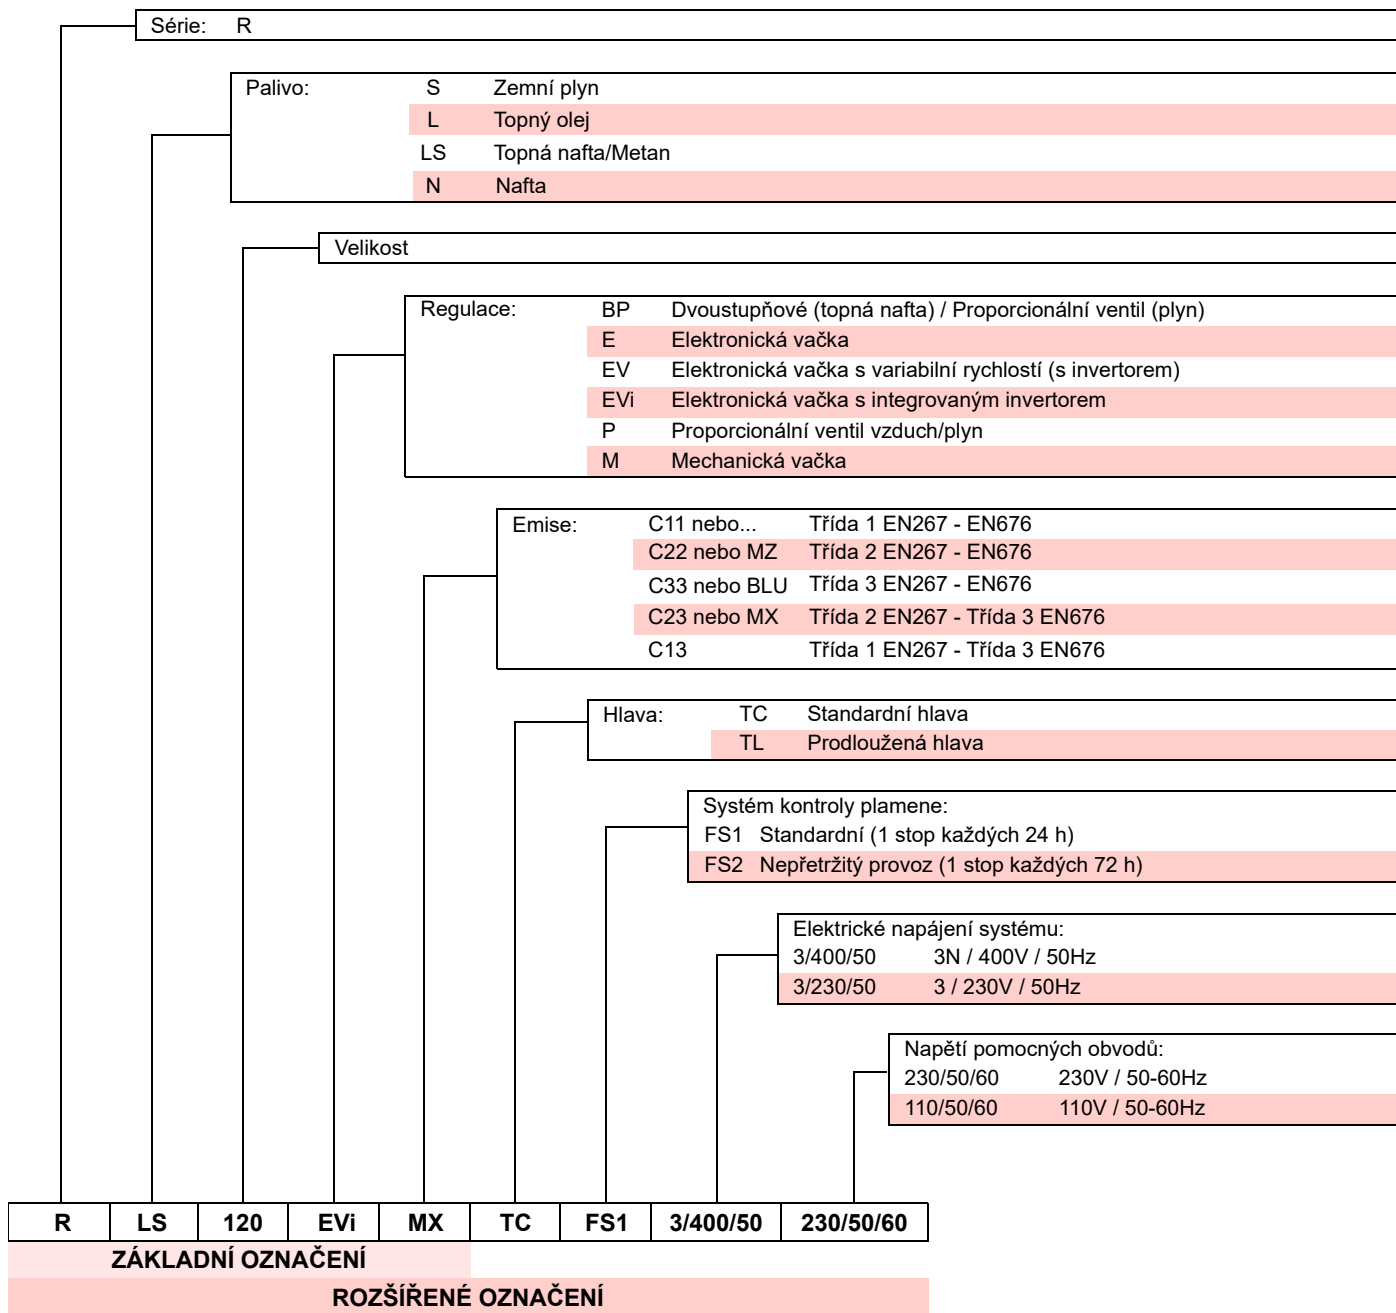 Série: R
Palivo: S Zemní plyn
L Topný olej
LS Topná nafta/Metan
N Nafta
Velikost
Regulace: BP Dvoustupňové (topná nafta) / Proporcionální ventil (plyn)
E Elektronická vačka
EV Elektronická vačka s variabilní rychlostí (s invertorem)
EVi Elektronická vačka s integrovaným invertorem
P Proporcionální ventil vzduch/plyn
M Mechanická vačka
Emise: C11 nebo... Třída 1 EN267 - EN676
C22 nebo MZ Třída 2 EN267 - EN676
C33 nebo BLU Třída 3 EN267 - EN676
C23 nebo MX Třída 2 EN267 - Třída 3 EN676
C13 Třída 1 EN267 - Třída 3 EN676
Hlava: TC Standardní hlava
TL Prodloužená hlava
Systém kontroly plamene:
FS1 Standardní (1 stop každých 24 h)
FS2 Nepřetržitý provoz (1 stop každých 72 h)
Elektrické napájení systému:
3/400/50 3N / 400V / 50Hz
3/230/50 3 / 230V / 50Hz
Napětí pomocných obvodů:
230/50/60 230V / 50-60Hz
110/50/60 110V / 50-60Hz
R LS 120 EVi MX TC FS1 3/400/50 230/50/60
ZÁKLADNÍ OZNAČENÍ
ROZŠÍŘENÉ OZNAČENÍ